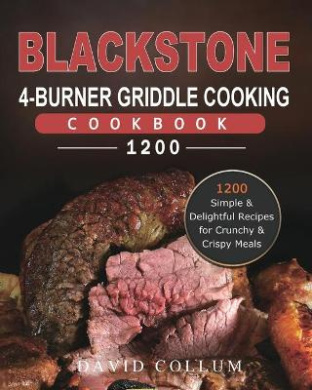 BLACKSTONE
4-BURNER GRIDDLE COOKING
COOKBOOK
1200
1200
Simple &
Delightful Recipes
for Crunchy &
Crispy Meals
DAVID COLLUM